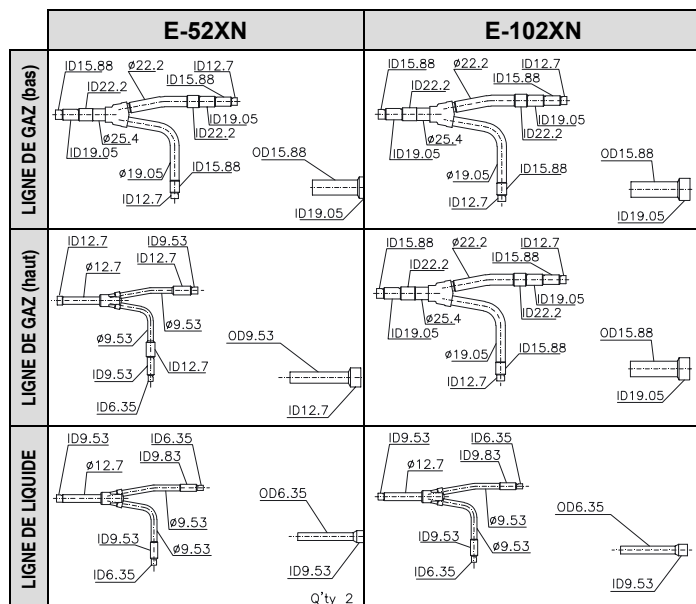 E-52XN
E-102XN
LIGNE DE GAZ (bas)
ID15.88
ø22.2
ID12.7
ID15.88
ID22.2
ID19.05
ø25.4
ID19.05
ID22.2
ø19.05
ID15.88
ID12.7
OD15.88
ID19.05
ID15.88
ø22.2
ID12.7
ID15.88
ID22.2
ID19.05
ø25.4
ID19.05
ID22.2
ø19.05
ID15.88
ID12.7
OD15.88
ID19.05
LIGNE DE GAZ (haut)
ID12.7
ID9.53
ø12.7
ID12.7
ø9.53
ø9.53
ID12.7
ID9.53
ID6.35
OD9.53
ID12.7
ID15.88
ø22.2
ID12.7
ID15.88
ID22.2
ID19.05
ø25.4
ID19.05
ID22.2
ø19.05
ID15.88
ID12.7
OD15.88
ID19.05
LIGNE DE LIQUIDE
ID9.53
ID6.35
ID9.83
ø12.7
ø9.53
ID9.53
ø9.53
ID6.35
OD6.35
ID9.53
Q'ty 2
ID9.53
ID6.35
ID9.83
ø12.7
ø9.53
ID9.53
ø9.53
ID6.35
OD6.35
ID9.53